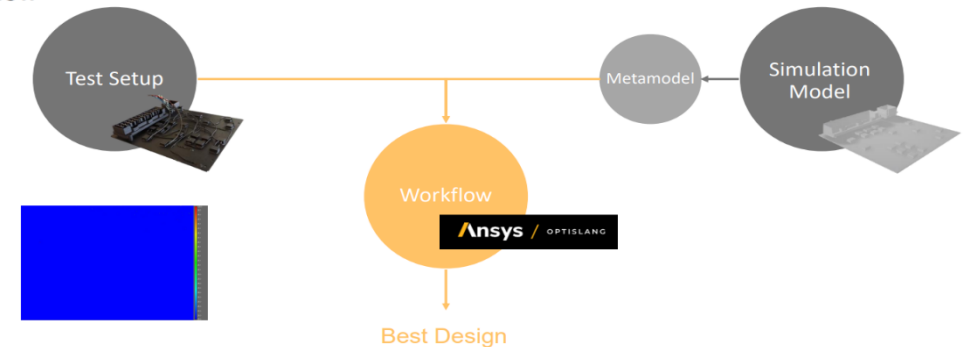 Test Setup
Metamodel
Simulation
Model
Workflow
Ansys / OPTISLANG
Best Design